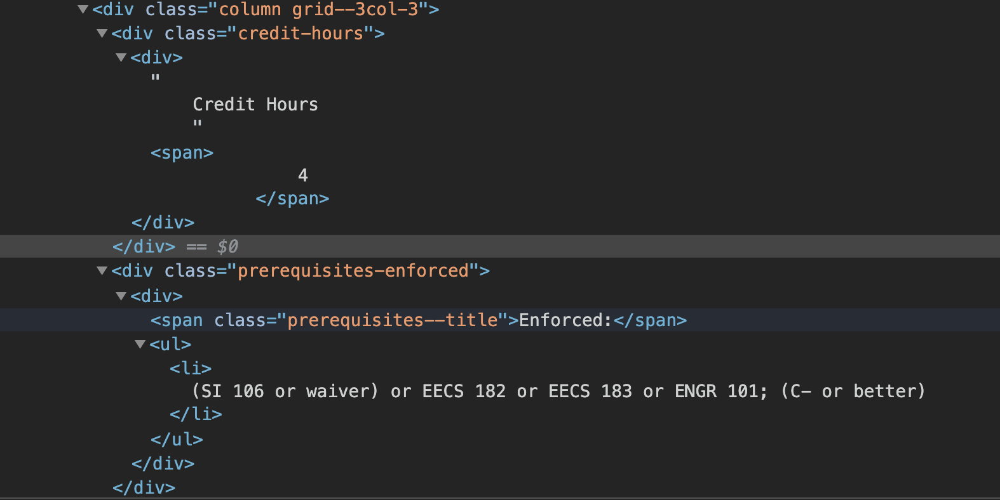 ▼<div class="column grid--3col-3">
▼<div class="credit-hours">
▼<div>
"
Credit Hours
"
<span>
4
</span>
</div>
</div> == $0
▼<div class="prerequisites-enforced">
▼<div>
<span class="prerequisites--title">Enforced:</span>
▼<ul>
<li>
(SI 106 or waiver) or EECS 182 or EECS 183 or ENGR 101; (C- or better)
</li>
</ul>
</div>
</div>